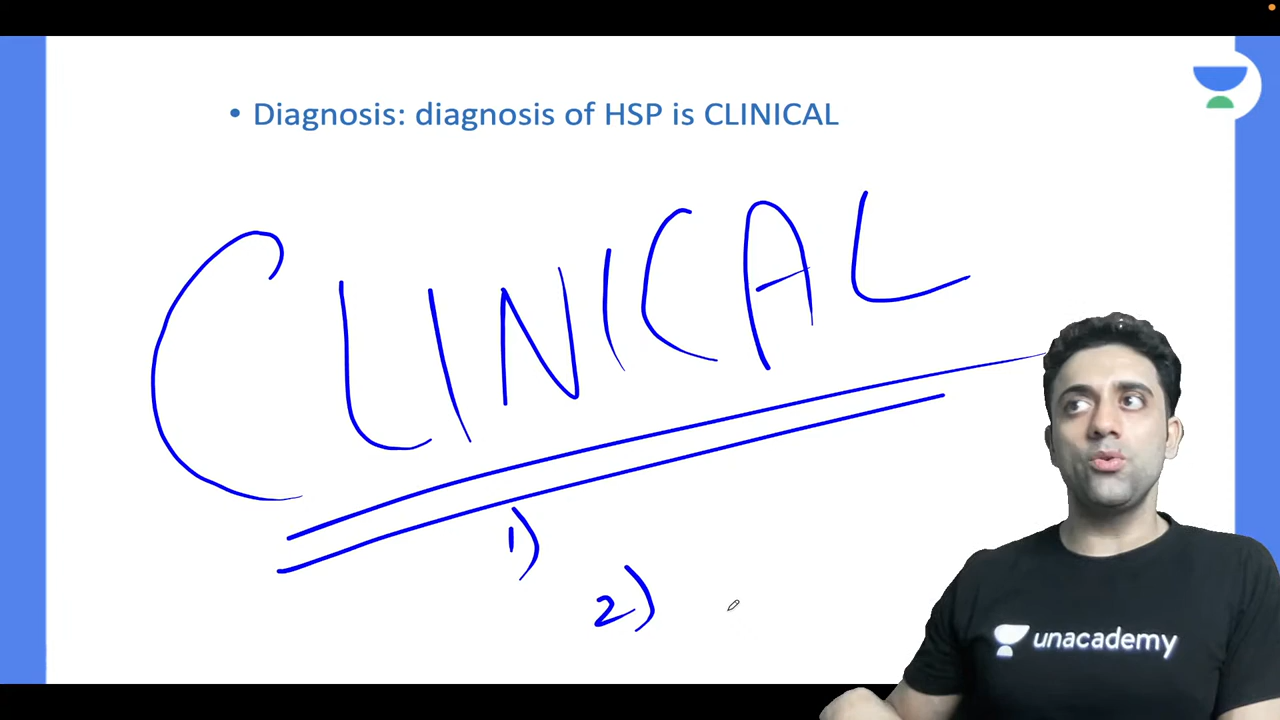 • Diagnosis: diagnosis of HSP is CLINICAL
CLINICAL
1)
2)
unacademy